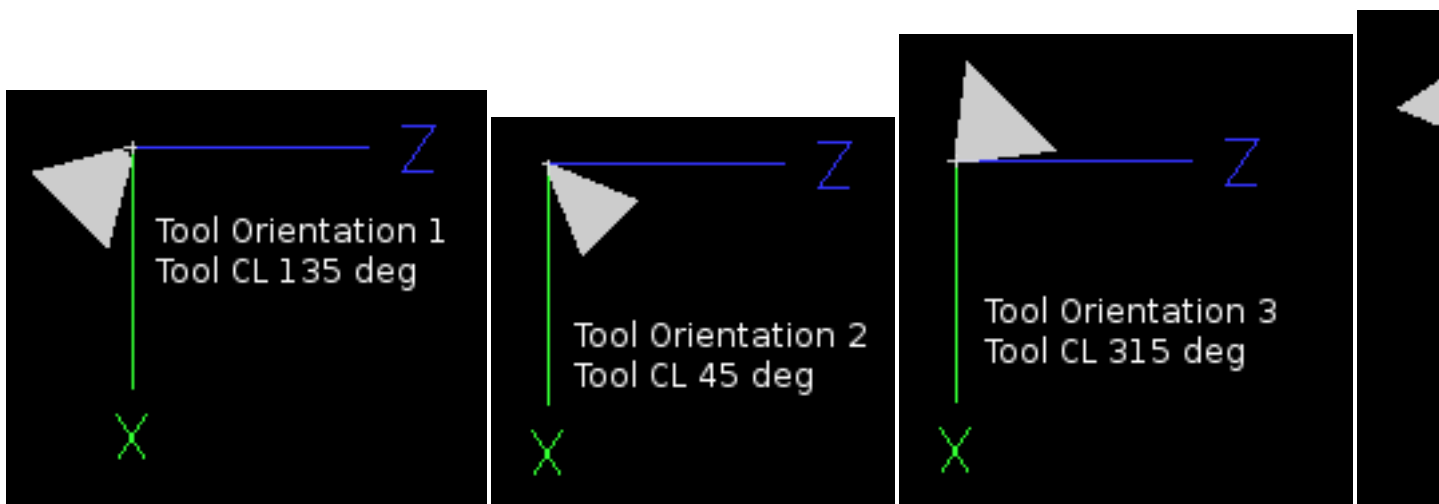 Z
Tool Orientation 1
Tool CL 135 deg
X
Z
Tool Orientation 2
Tool CL 45 deg
X
Z
Tool Orientation 3
Tool CL 315 deg
X